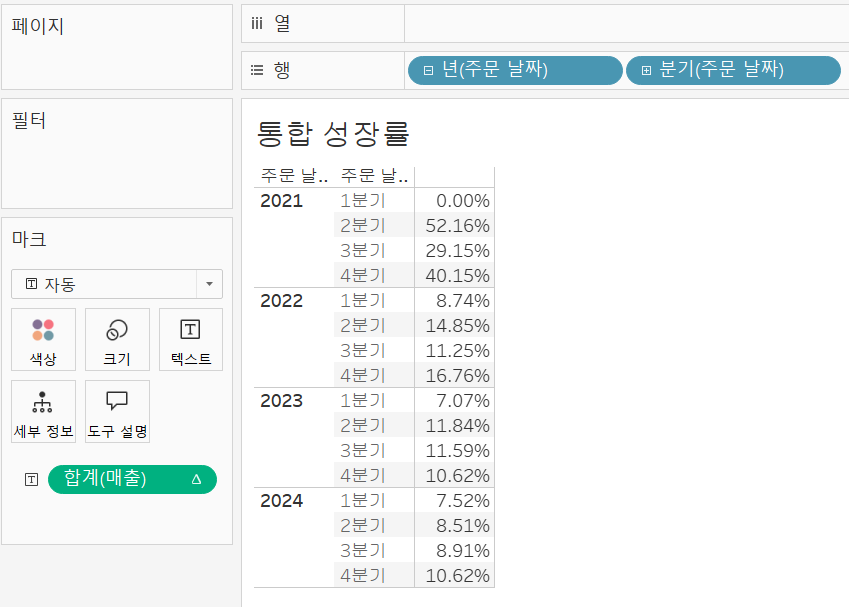 페이지
iii 열
행 년(주문 날짜) 분기(주문 날짜)
필터
마크
자동
색상 크기 텍스트
세부 정보 도구 설명
합계(매출) Δ
통합 성장률
주문 날.. 주문 날..
2021 1분기 0.00%
2분기 52.16%
3분기 29.15%
4분기 40.15%
2022 1분기 8.74%
2분기 14.85%
3분기 11.25%
4분기 16.76%
2023 1분기 7.07%
2분기 11.84%
3분기 11.59%
4분기 10.62%
2024 1분기 7.52%
2분기 8.51%
3분기 8.91%
4분기 10.62%